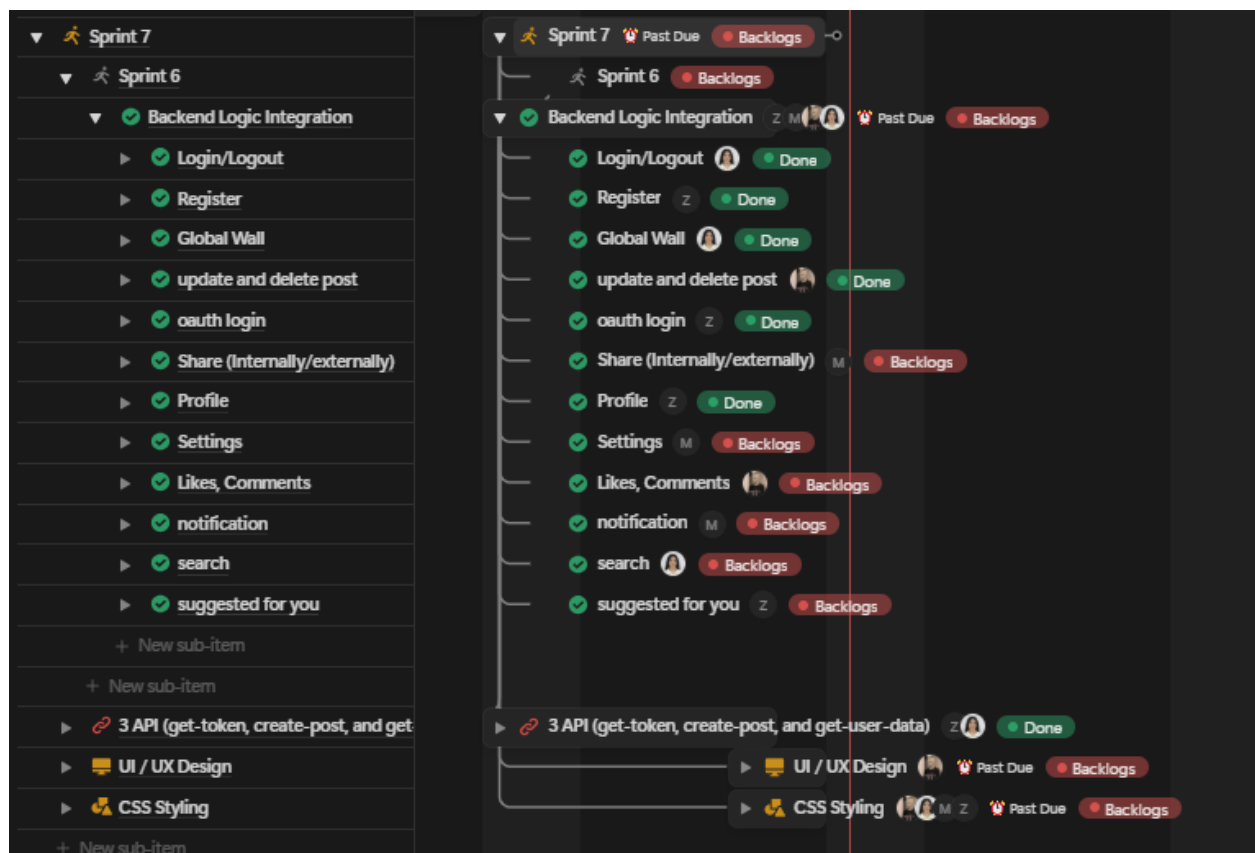 Sprint 7 Sprint 7 Past Due Backlogs
Sprint 6 Sprint 6 Backlogs
Backend Logic Integration Backend Logic Integration Z M Past Due Backlogs
Login/Logout Login/Logout Done
Register Register Z Done
Global Wall Global Wall Done
update and delete post update and delete post Done
oauth login oauth login Z Done
Share (Internally/externally) Share (Internally/externally) M Backlogs
Profile Profile Z Done
Settings Settings M Backlogs
Likes, Comments Likes, Comments Backlogs
notification notification M Backlogs
search search Backlogs
suggested for you suggested for you Z Backlogs
+ New sub-item
+ New sub-item
3 API (get-token, create-post, and get- 3 API (get-token, create-post, and get-user-data) Z Done
UI / UX Design UI / UX Design Past Due Backlogs
CSS Styling CSS Styling M Z Past Due Backlogs
+ New sub-item